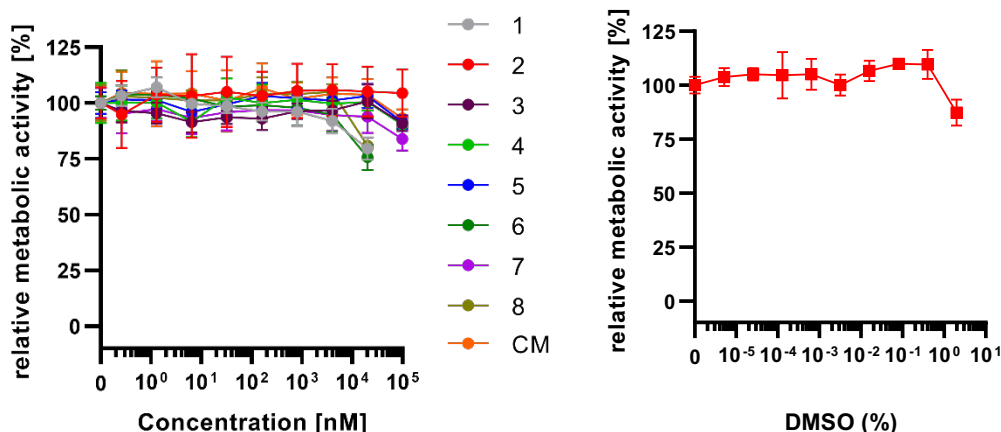 relative metabolic activity [%]
125
100
75
50
25
0
0 10⁰ 10¹ 10² 10³ 10⁴ 10⁵
Concentration [nM]
1
2
3
4
5
6
7
8
CM
relative metabolic activity [%]
125
100
75
50
25
0
0 10⁻⁵ 10⁻⁴ 10⁻³ 10⁻² 10⁻¹ 10⁰ 10¹
DMSO (%)